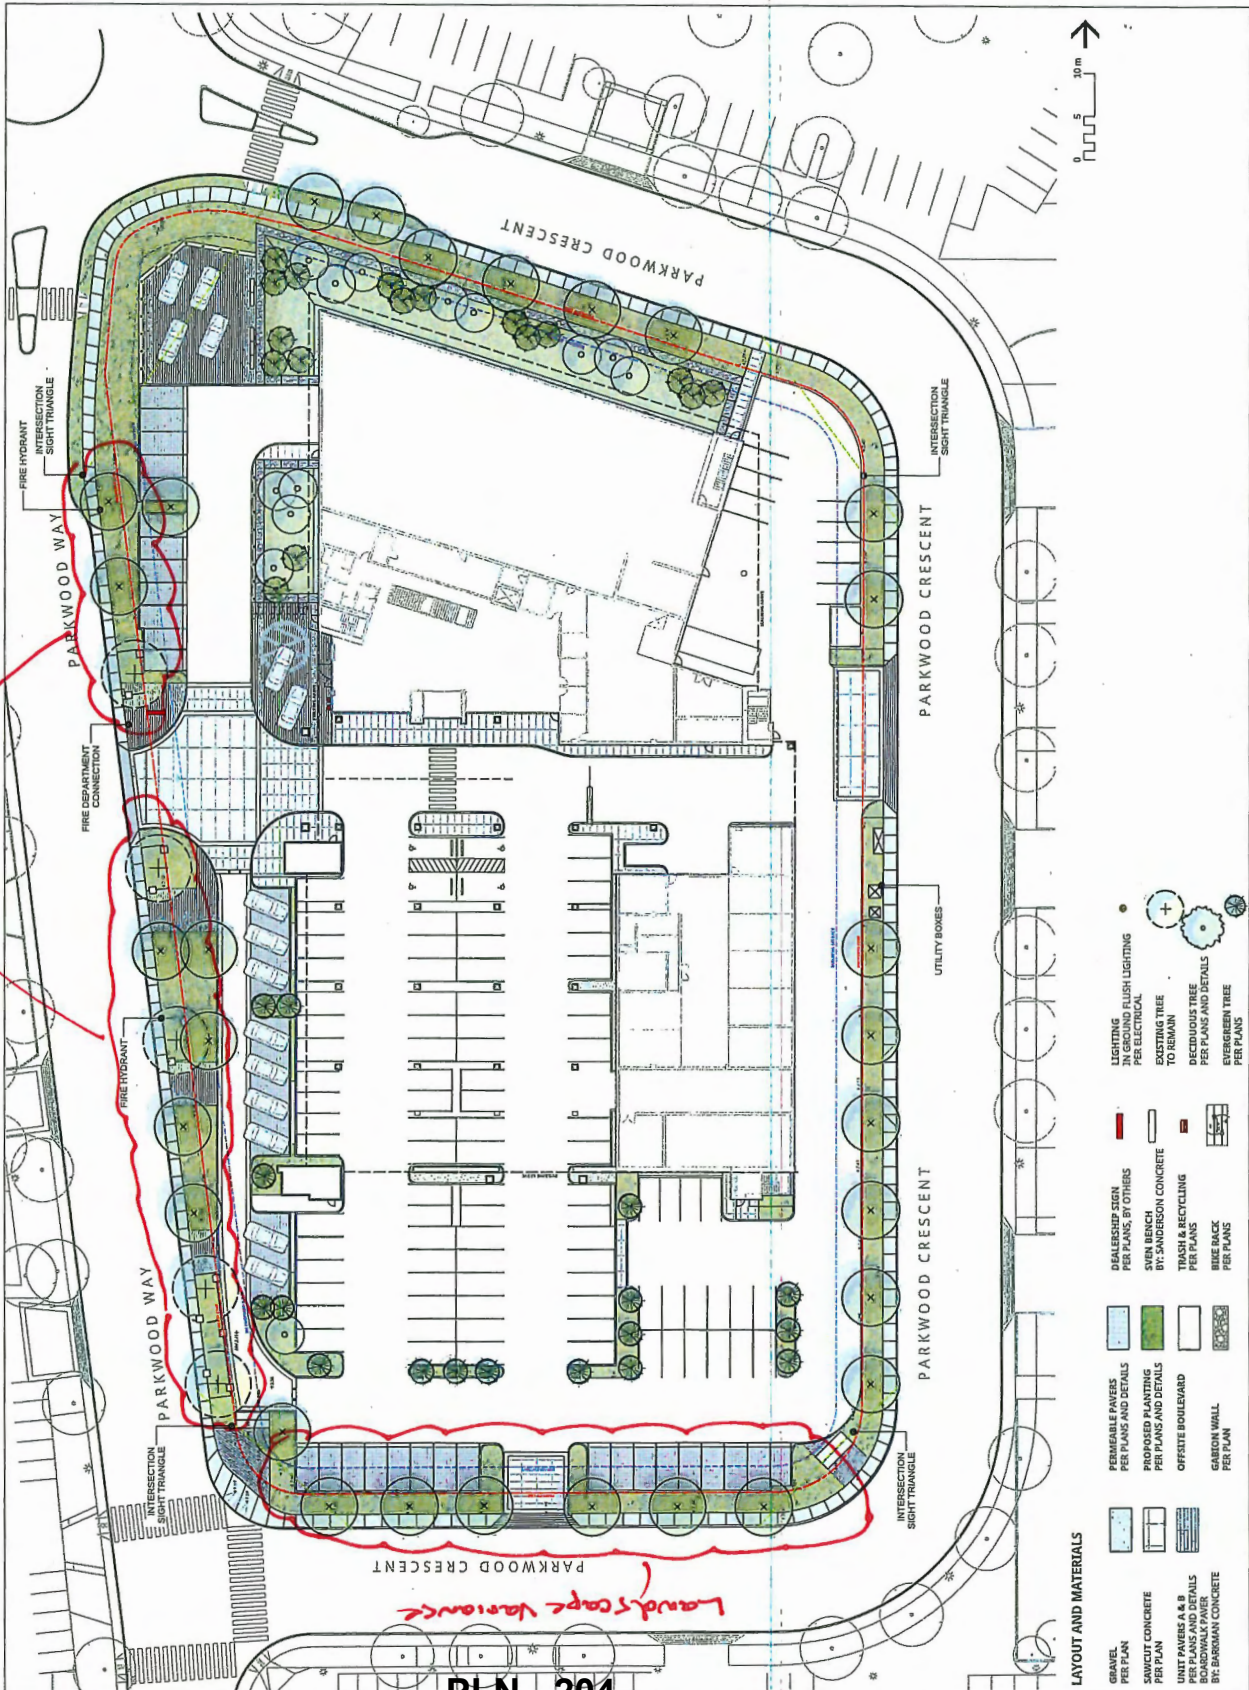 PARKWOOD CRESCENT
0 5 10 m
FIRE HYDRANT
INTERSECTION
SIGHT TRIANGLE
PARKWOOD WAY
INTERSECTION
SIGHT TRIANGLE
PARKWOOD CRESCENT
FIRE DEPARTMENT
CONNECTION
UTILITY BOXES
FIRE HYDRANT
PARKWOOD WAY
PARKWOOD CRESCENT
INTERSECTION
SIGHT TRIANGLE
INTERSECTION
SIGHT TRIANGLE
PARKWOOD CRESCENT
Landscape Variance
LAYOUT AND MATERIALS
GRAVEL
PER PLAN
SAWCUT CONCRETE
PER PLAN
UNIT PAVERS A & B
PER PLANS AND DETAILS
BOARDWALK PAVER
BY: BARKMAN CONCRETE
PERMEABLE PAVERS
PER PLANS AND DETAILS
PROPOSED PLANTING
PER PLANS AND DETAILS
OFFSITE BOULEVARD
GABION WALL
PER PLAN
DEALERSHIP SIGN
PER PLANS, BY OTHERS
SVEN BENCH
BY: SANDERSON CONCRETE
TRASH & RECYCLING
PER PLANS
BIKE RACK
PER PLANS
LIGHTING
IN GROUND FLUSH LIGHTING
PER ELECTRICAL
EXISTING TREE
TO REMAIN
DECIDUOUS TREE
PER PLANS AND DETAILS
EVERGREEN TREE
PER PLANS
PLN - 204